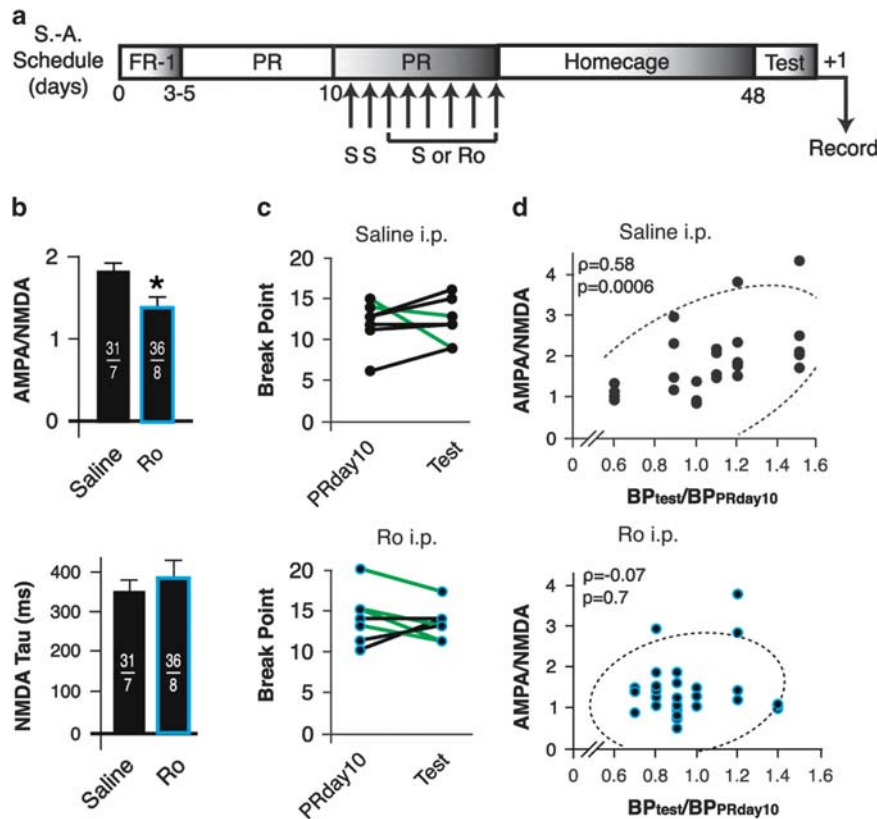 a
S.-A.
Schedule
(days)
FR-1
PR
PR
Homecage
Test
+1
0
3-5
10
48
S S
S or Ro
Record
b
AMPA/NMDA
2
1
0
31
7
36
8
Saline
Ro
*
NMDA Tau (ms)
400
300
200
100
0
31
7
36
8
Saline
Ro
c
Saline i.p.
Break Point
20
15
10
5
0
PRday10
Test
Ro i.p.
Break Point
20
15
10
5
0
PRday10
Test
d
Saline i.p.
ρ=0.58
p=0.0006
AMPA/NMDA
4
3
2
1
0
0
0.6
0.8
1.0
1.2
1.4
1.6
BPtest/BPPRday10
Ro i.p.
ρ=-0.07
p=0.7
AMPA/NMDA
4
3
2
1
0
0
0.6
0.8
1.0
1.2
1.4
1.6
BPtest/BPPRday10